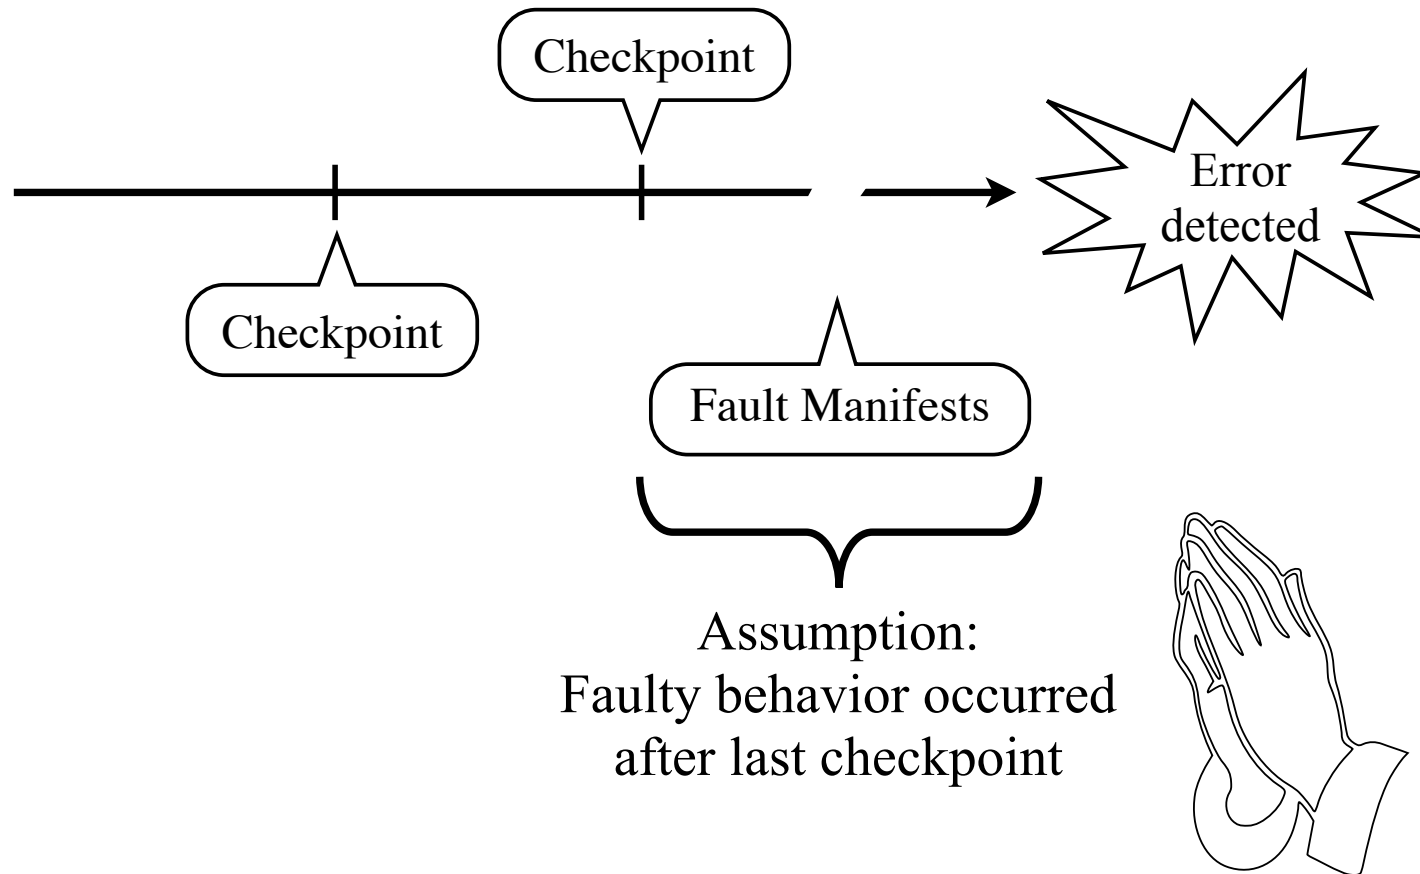 Checkpoint
Error
detected
Checkpoint
Fault Manifests
Assumption:
Faulty behavior occurred
after last checkpoint